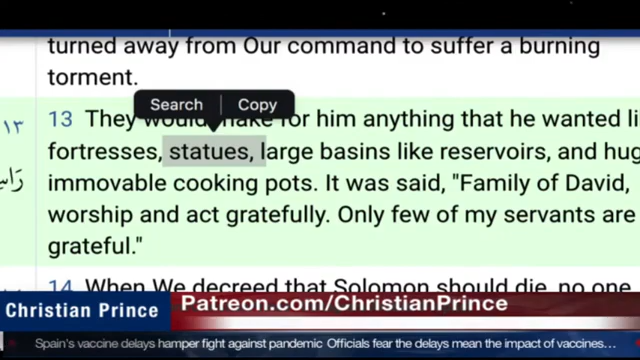 turned away from Our command to suffer a burning
torment.
Search Copy
13 They would make for him anything that he wanted li
١٣
fortresses, statues, large basins like reservoirs, and hug
immovable cooking pots. It was said, "Family of David,
worship and act gratefully. Only few of my servants are
grateful."
14 When We decreed that Solomon should die, no one
Christian Prince
Patreon.com/ChristianPrince
Spain's vaccine delays hamper fight against pandemic Officials fear the delays mean the impact of vaccines...